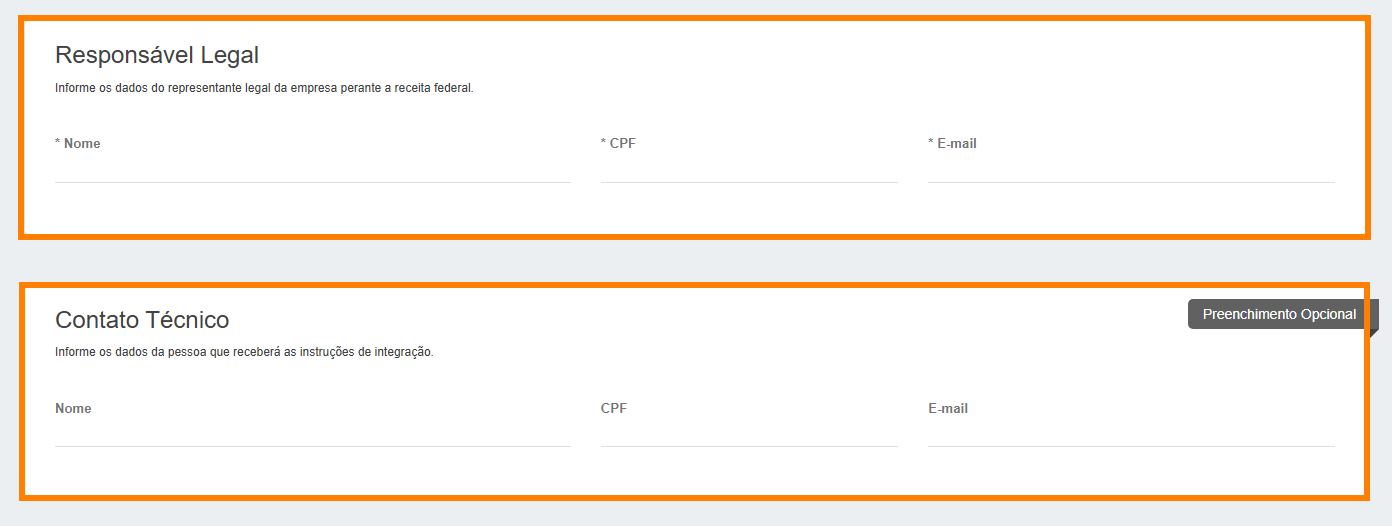 Responsável Legal
Informe os dados do representante legal da empresa perante a receita federal.
* Nome
* CPF
* E-mail
Contato Técnico
Preenchimento Opcional
Informe os dados da pessoa que receberá as instruções de integração.
Nome
CPF
E-mail